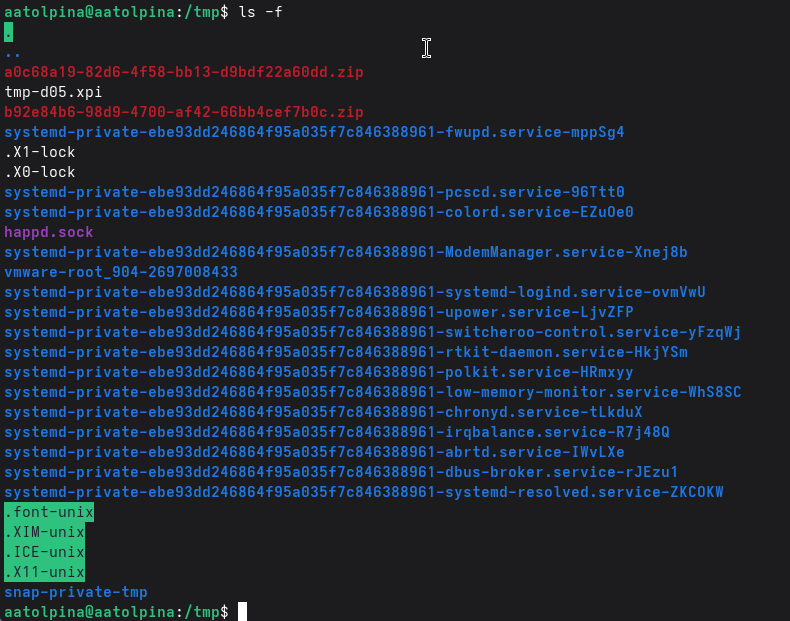 aatolpina@aatolpina:/tmp$ ls -f
.
..
a0c68a19-82d6-4f58-bb13-d9bdf22a60dd.zip
tmp-d05.xpi
b92e84b6-98d9-4700-af42-66bb4cef7b0c.zip
systemd-private-ebe93dd246864f95a035f7c846388961-fwupd.service-mppSg4
.X1-lock
.X0-lock
systemd-private-ebe93dd246864f95a035f7c846388961-pcscd.service-96Ttt0
systemd-private-ebe93dd246864f95a035f7c846388961-colord.service-EZuOe0
happd.sock
systemd-private-ebe93dd246864f95a035f7c846388961-ModemManager.service-Xnej8b
vmware-root_904-2697008433
systemd-private-ebe93dd246864f95a035f7c846388961-systemd-logind.service-ovmVwU
systemd-private-ebe93dd246864f95a035f7c846388961-upower.service-LjvZFP
systemd-private-ebe93dd246864f95a035f7c846388961-switcheroo-control.service-yFzqWj
systemd-private-ebe93dd246864f95a035f7c846388961-rtkit-daemon.service-HkjYSm
systemd-private-ebe93dd246864f95a035f7c846388961-polkit.service-HRmxyy
systemd-private-ebe93dd246864f95a035f7c846388961-low-memory-monitor.service-WhS8SC
systemd-private-ebe93dd246864f95a035f7c846388961-chronyd.service-tLkduX
systemd-private-ebe93dd246864f95a035f7c846388961-irqbalance.service-R7j48Q
systemd-private-ebe93dd246864f95a035f7c846388961-abrtd.service-IWvLXe
systemd-private-ebe93dd246864f95a035f7c846388961-dbus-broker.service-rJEzu1
systemd-private-ebe93dd246864f95a035f7c846388961-systemd-resolved.service-ZKCOKW
.font-unix
.XIM-unix
.ICE-unix
.X11-unix
snap-private-tmp
aatolpina@aatolpina:/tmp$